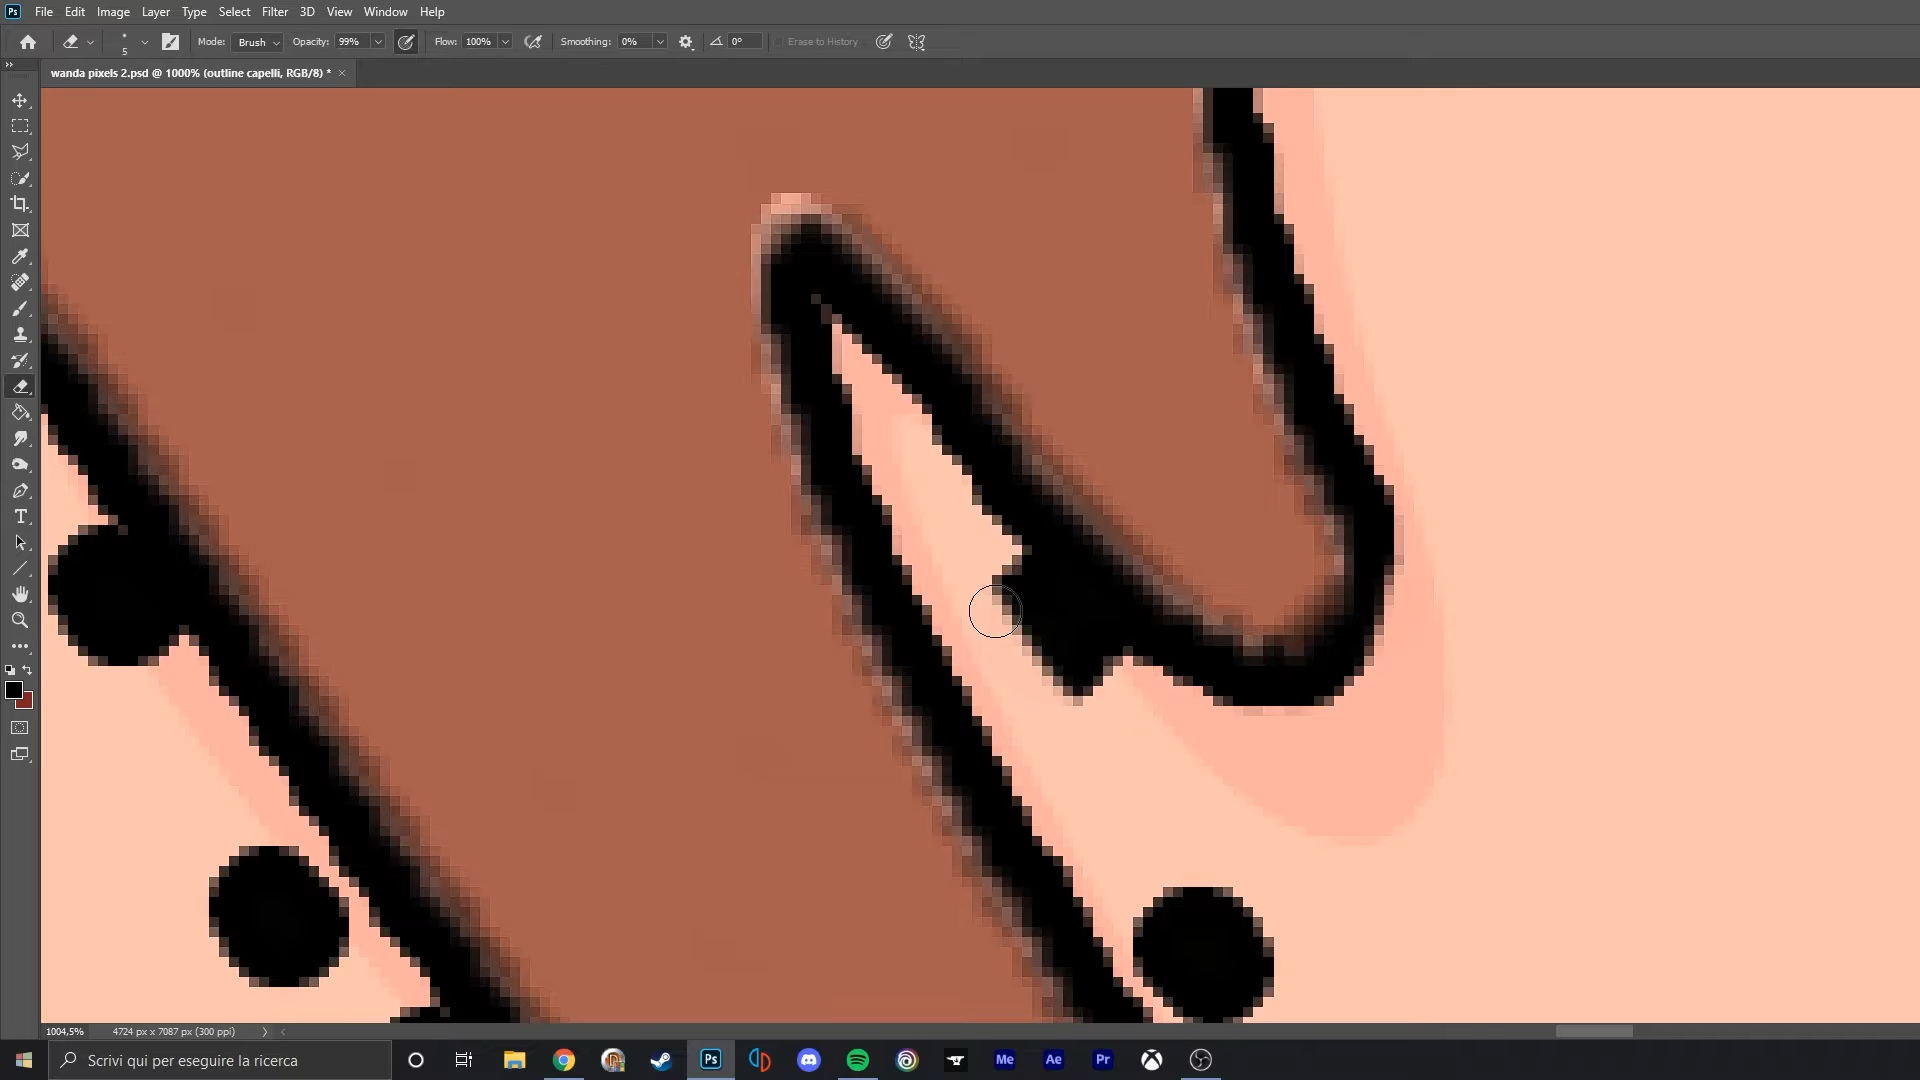 Ps File Edit Image Layer Type Select Filter 3D View Window Help
5 Mode: Brush Opacity: 99% Flow: 100% Smoothing: 0% 0° Erase to History
wanda pixels 2.psd @ 1000% (outline capelli, RGB/8) *
T
1004,5% 4724 px x 7087 px (300 ppi)
Scrivi qui per eseguire la ricerca Ps Me Ae Pr